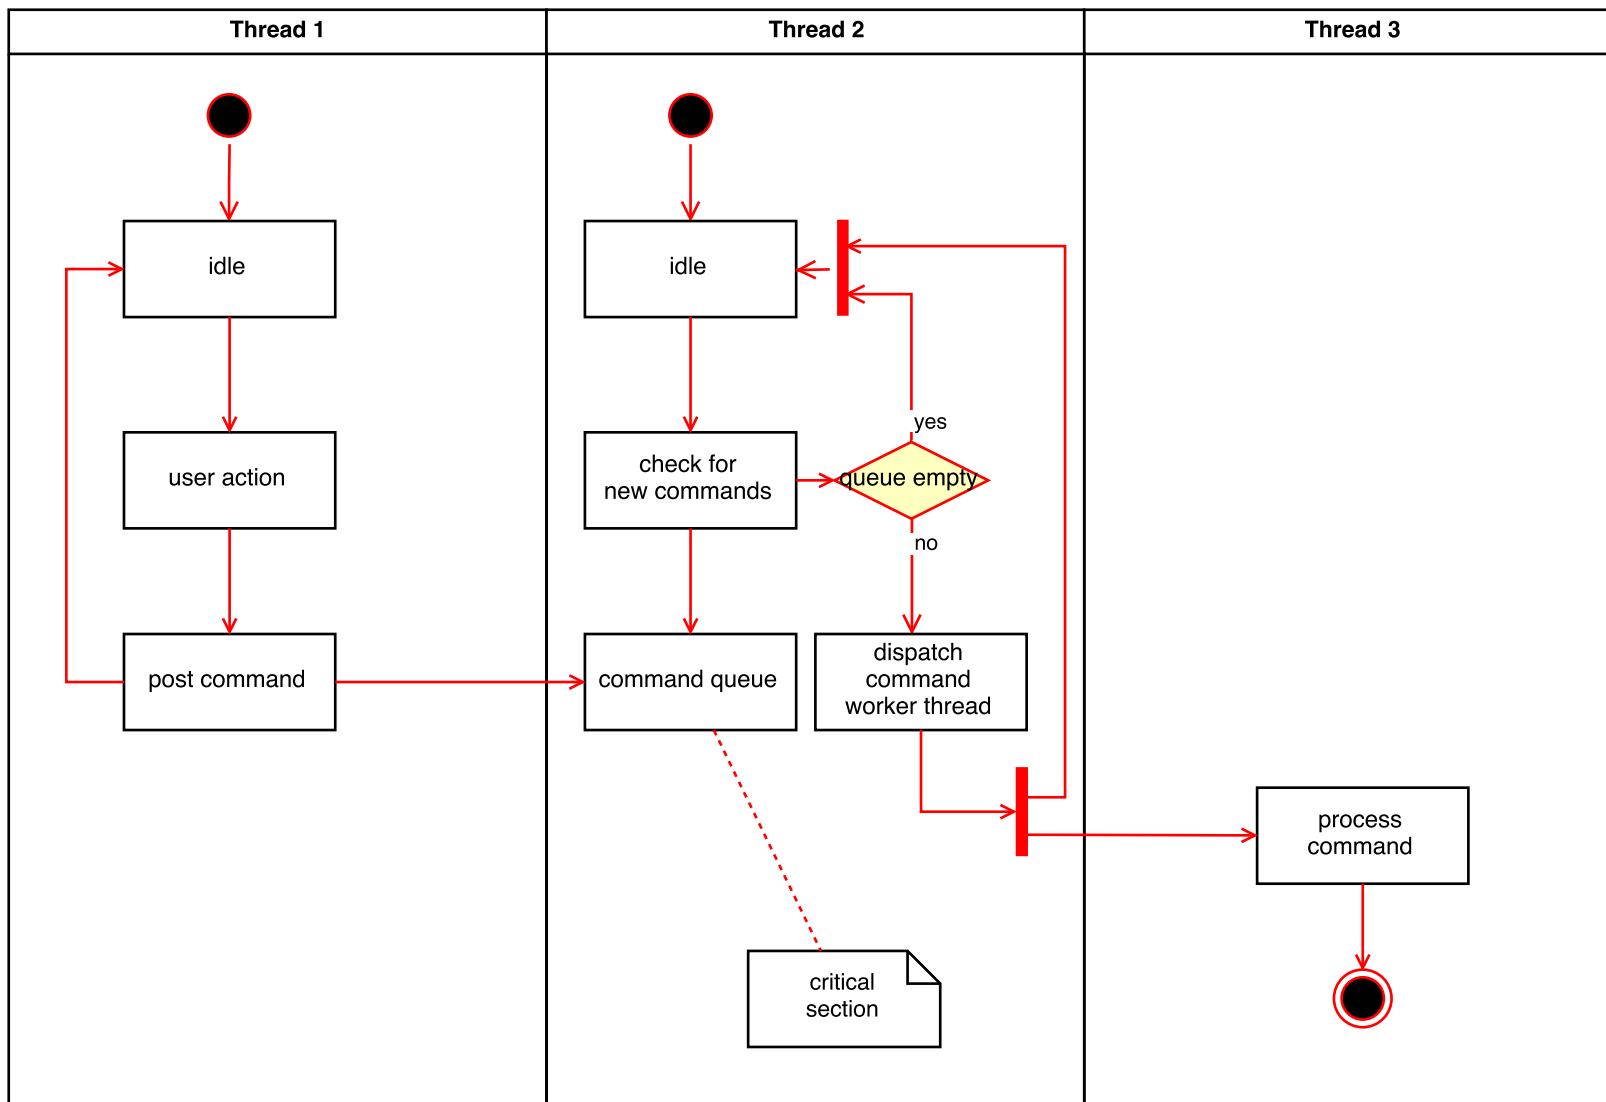 Thread 1
Thread 2
Thread 3
idle
idle
yes
user action
check for
new commands
queue empty
no
post command
command queue
dispatch
command
worker thread
process
command
critical
section